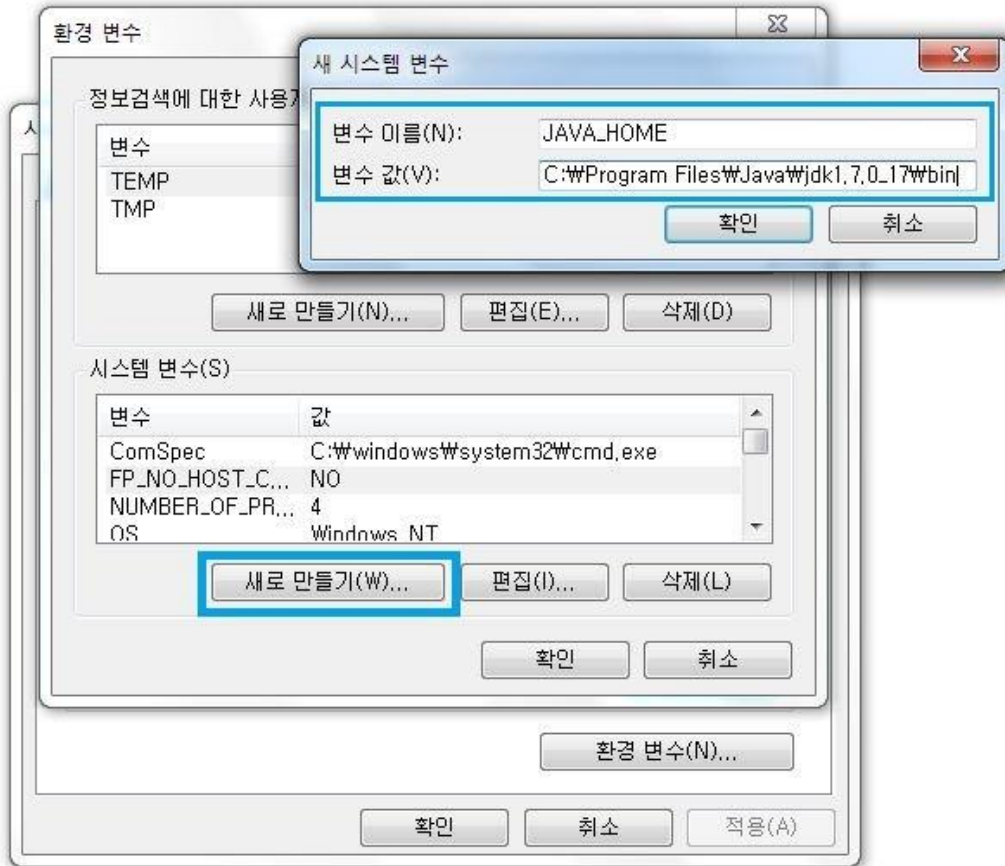 환경 변수
새 시스템 변수
변수 이름(N): JAVA_HOME
변수 값(V): C:₩Program Files₩Java₩jdk1.7.0_17₩bin
확인 취소
정보검색에 대한 사용
변수
TEMP
TMP
새로 만들기(N)... 편집(E)... 삭제(D)
시스템 변수(S)
변수 값
ComSpec C:₩windows₩system32₩cmd.exe
FP_NO_HOST_C... NO
NUMBER_OF_PR... 4
OS Windows_NT
새로 만들기(W)... 편집(I)... 삭제(L)
확인 취소
환경 변수(N)...
확인 취소 적용(A)